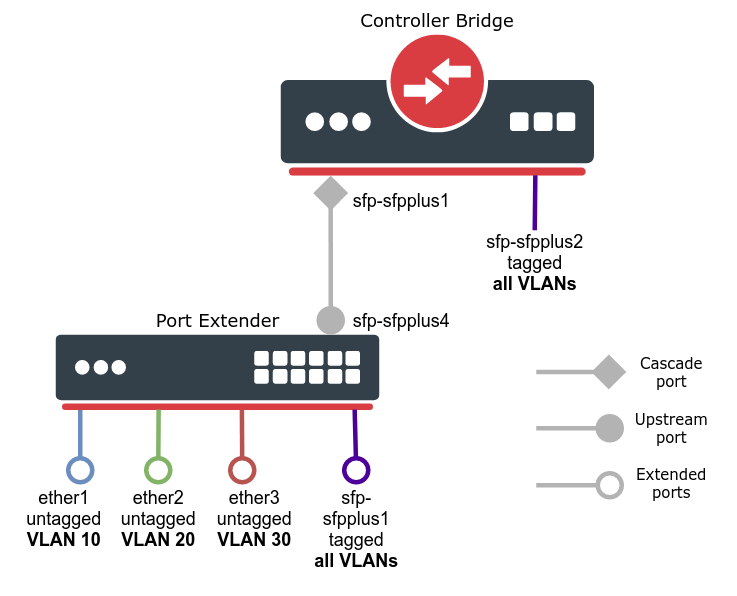 Controller Bridge
sfp-sfpplus1
sfp-sfpplus2
tagged
all VLANs
Port Extender
sfp-sfpplus4
Cascade
port
Upstream
port
Extended
ports
ether1
untagged
VLAN 10
ether2
untagged
VLAN 20
ether3
untagged
VLAN 30
sfp-
sfpplus1
tagged
all VLANs